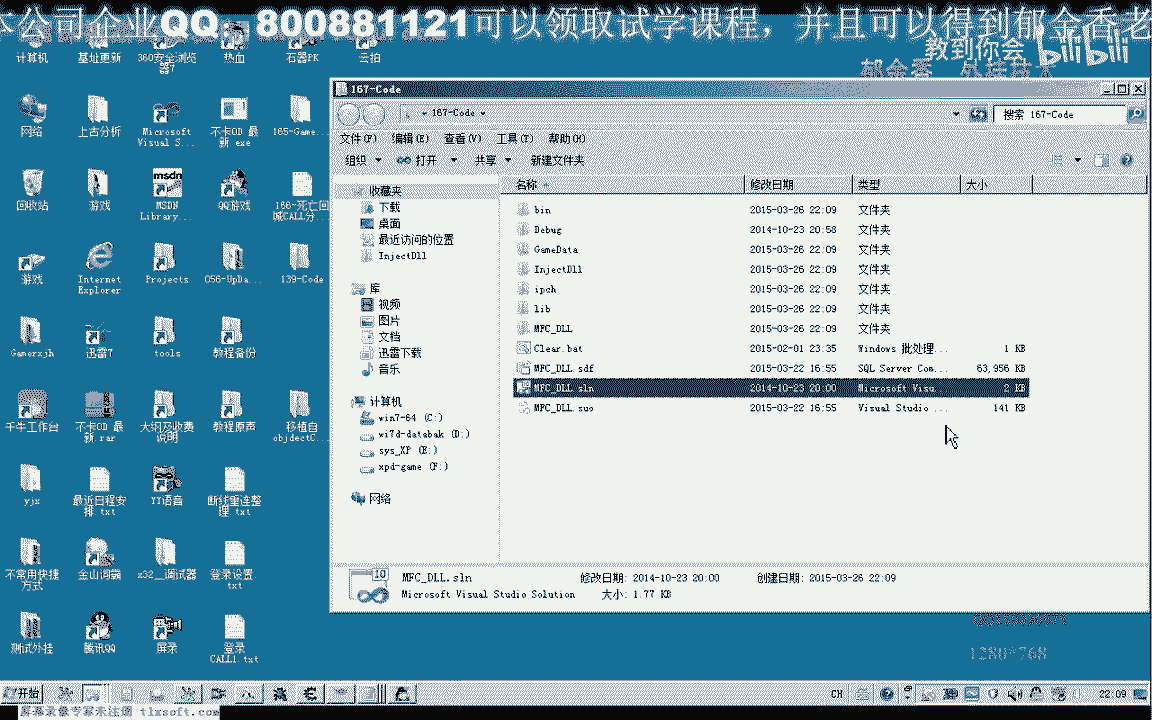 本公司企业QQ：800881121可以领取试学课程，并且可以得到郁金香老
教到你会 bilibili
郁金香 外挂技术
计算机 基址更新 360安全浏览器7 热血 石器PK 云拍
网络 上古分析 Microsoft Visual S... 不卡OD 最新.exe 165-Game...
回收站 游戏 MSDN Library... QQ游戏 166-死亡回城CALL分...
游戏 Internet Explorer Projects 056-UpDa... 139-Code
Gamerxjh 迅雷7 tools 教程备份
千牛工作台 不卡OD 最新.rar 大纲及收费说明 教程原声 移植自objdectC...
yjx 最近日程安排.txt YY语音 断线重连整理.txt
不常用快捷方式 金山词霸 x32__调试器 登录设置.txt
测试外挂 腾讯QQ 屏录 登录CALL1.txt
167-Code
167-Code
搜索 167-Code
文件(F) 编辑(E) 查看(V) 工具(T) 帮助(H)
组织 打开 共享 新建文件夹
收藏夹
下载
桌面
最近访问的位置
InjectDll
库
视频
图片
文档
迅雷下载
音乐
计算机
win7-64 (C:)
wi7d-databak (D:)
sys_XP (E:)
xpd-game (F:)
网络
名称 修改日期 类型 大小
bin 2015-03-26 22:09 文件夹
Debug 2014-10-23 20:58 文件夹
GameData 2015-03-26 22:09 文件夹
InjectDll 2015-03-26 22:09 文件夹
ipch 2015-03-26 22:09 文件夹
lib 2015-03-26 22:09 文件夹
MFC_DLL 2015-03-26 22:09 文件夹
Clear.bat 2015-02-01 23:35 Windows 批处理... 1 KB
MFC_DLL.sdf 2015-03-22 16:55 SQL Server Com... 63,956 KB
MFC_DLL.sln 2014-10-23 20:00 Microsoft Visu... 2 KB
MFC_DLL.suo 2015-03-22 16:55 Visual Studio ... 141 KB
MFC_DLL.sln 修改日期: 2014-10-23 20:00 创建日期: 2015-03-26 22:09
Microsoft Visual Studio Solution 大小: 1.77 KB
1280*768
开始 CH 22:09
屏幕录像专家未注册 tlxsoft.com